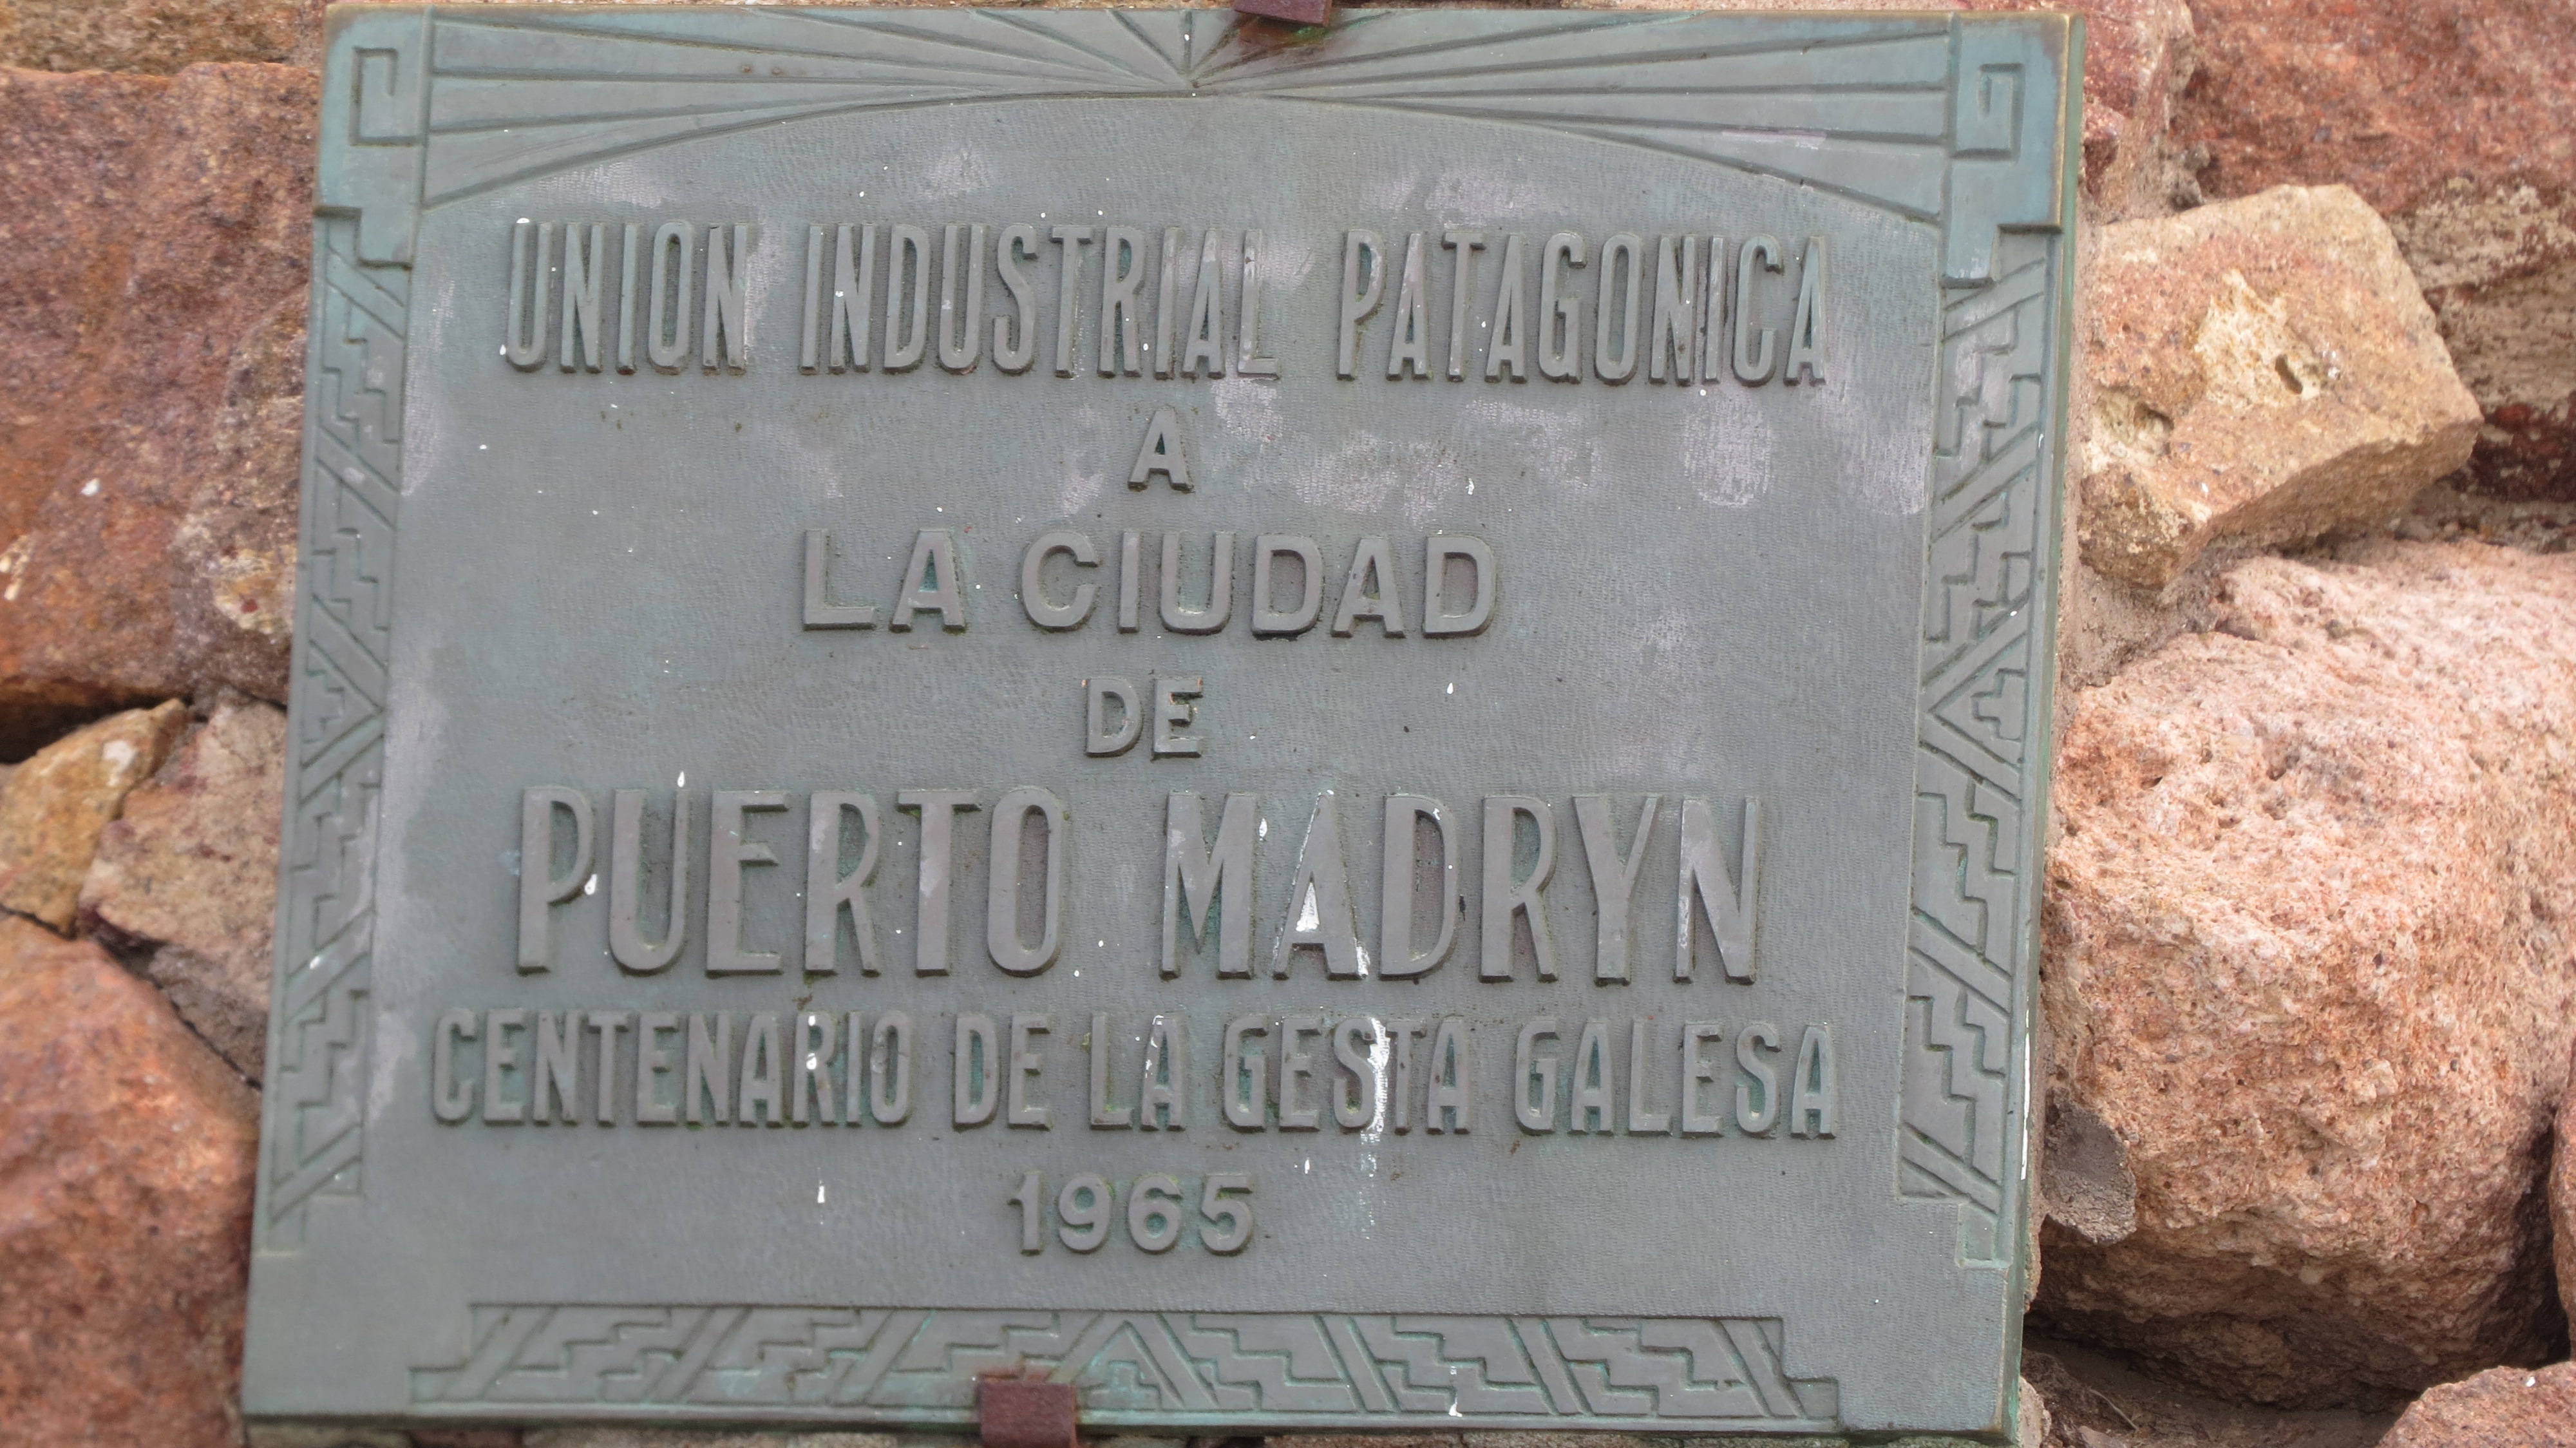 UNION INDUSTRIAL PATAGONICA
A
LA CIUDAD
DE
PUERTO MADRYN
CENTENARIO DE LA GESTA GALESA
1965